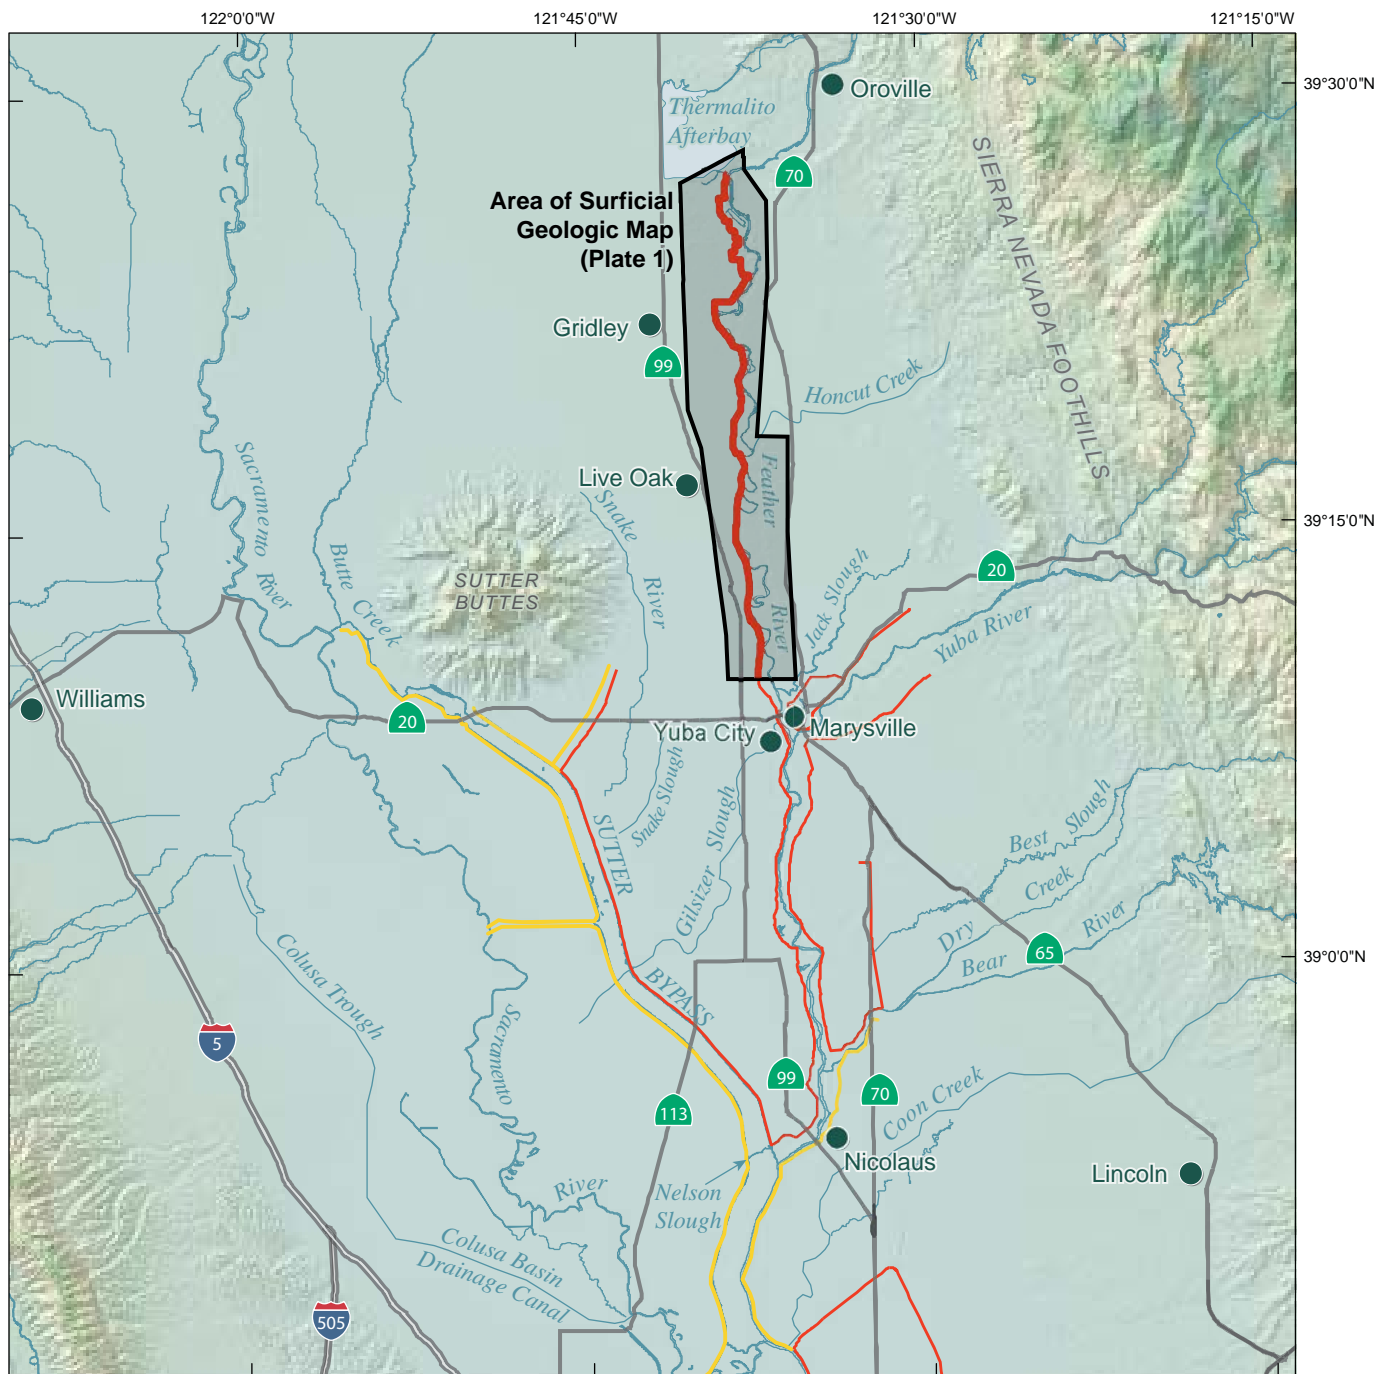 122°0'0"W
121°45'0"W
121°30'0"W
121°15'0"W
39°30'0"N
39°15'0"N
39°0'0"N
Oroville
Thermalito
Afterbay
70
SIERRA NEVADA FOOTHILLS
Area of Surficial
Geologic Map
(Plate 1)
Gridley
99
Honcut Creek
Live Oak
Feather
River
Sacramento
River
Butte Creek
Snake
River
SUTTER
BUTTES
Jack Slough
20
Yuba River
Williams
20
Yuba City
Marysville
Snake Slough
Gilsizer Slough
SUTTER
BYPASS
Best Slough
Dry Creek
Bear River
65
Colusa Trough
5
Sacramento
River
99
70
113
Coon Creek
Nicolaus
Nelson
Slough
Lincoln
Colusa Basin
Drainage Canal
505